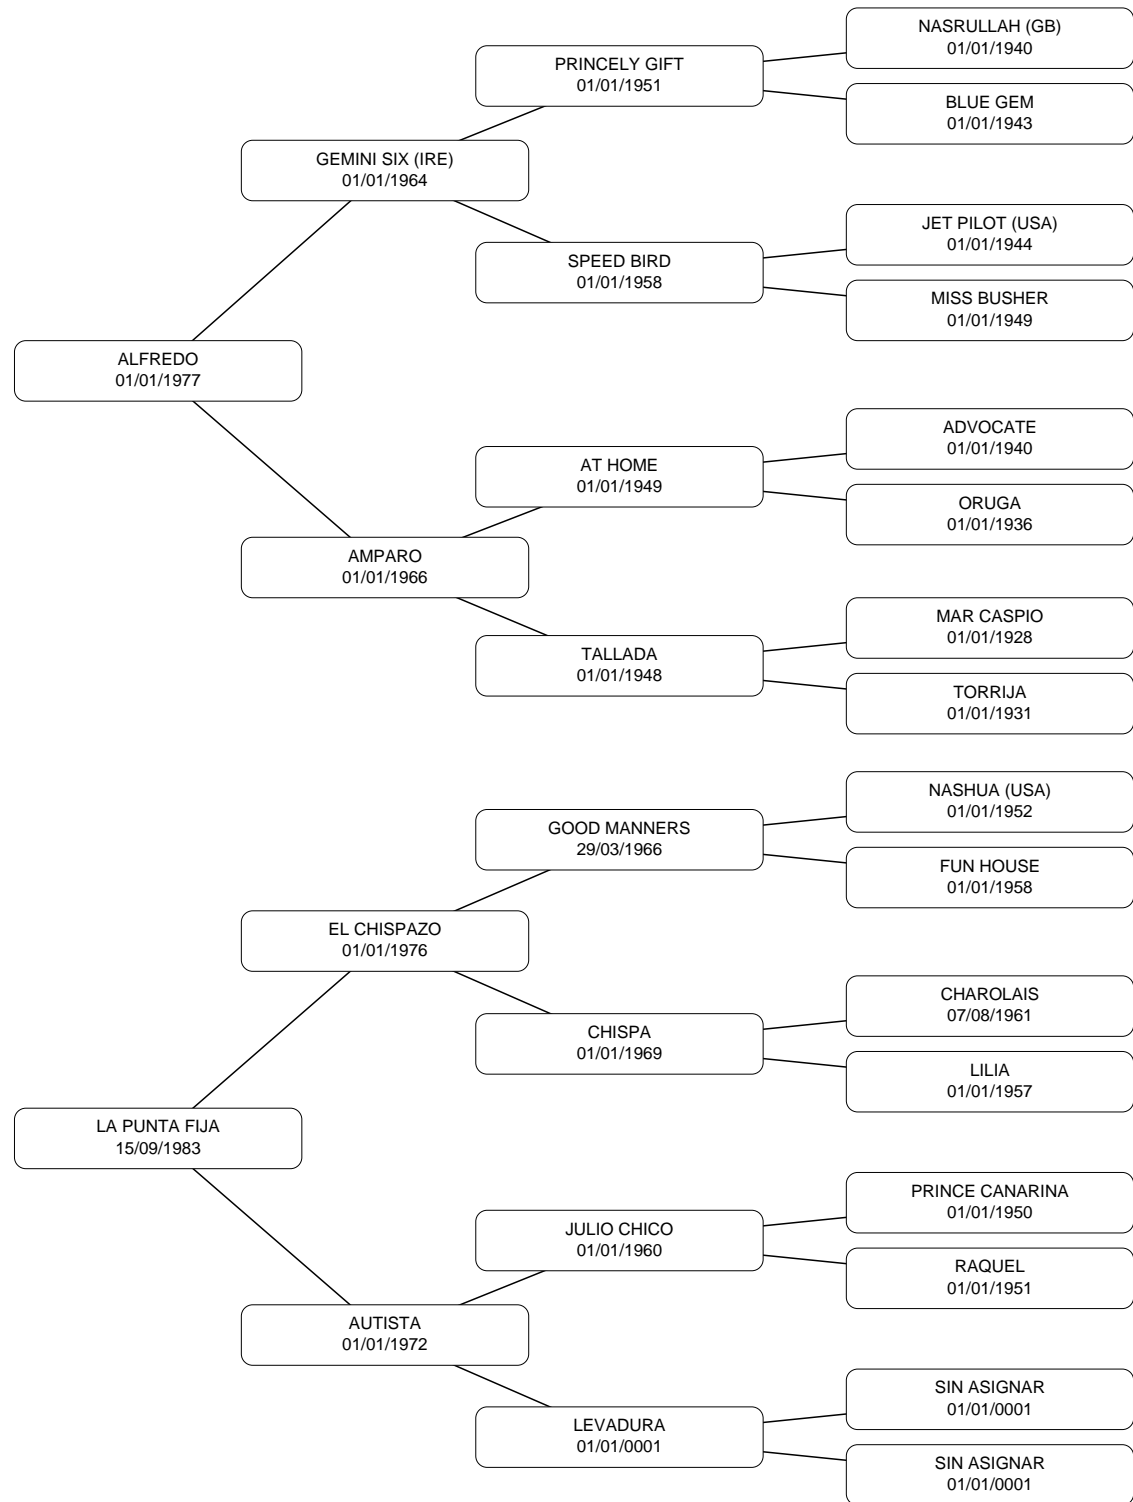 NASRULLAH (GB)
01/01/1940
PRINCELY GIFT
01/01/1951
BLUE GEM
01/01/1943
GEMINI SIX (IRE)
01/01/1964
JET PILOT (USA)
01/01/1944
SPEED BIRD
01/01/1958
MISS BUSHER
01/01/1949
ALFREDO
01/01/1977
ADVOCATE
01/01/1940
AT HOME
01/01/1949
ORUGA
01/01/1936
AMPARO
01/01/1966
MAR CASPIO
01/01/1928
TALLADA
01/01/1948
TORRIJA
01/01/1931
NASHUA (USA)
01/01/1952
GOOD MANNERS
29/03/1966
FUN HOUSE
01/01/1958
EL CHISPAZO
01/01/1976
CHAROLAIS
07/08/1961
CHISPA
01/01/1969
LILIA
01/01/1957
LA PUNTA FIJA
15/09/1983
PRINCE CANARINA
01/01/1950
JULIO CHICO
01/01/1960
RAQUEL
01/01/1951
AUTISTA
01/01/1972
SIN ASIGNAR
01/01/0001
LEVADURA
01/01/0001
SIN ASIGNAR
01/01/0001